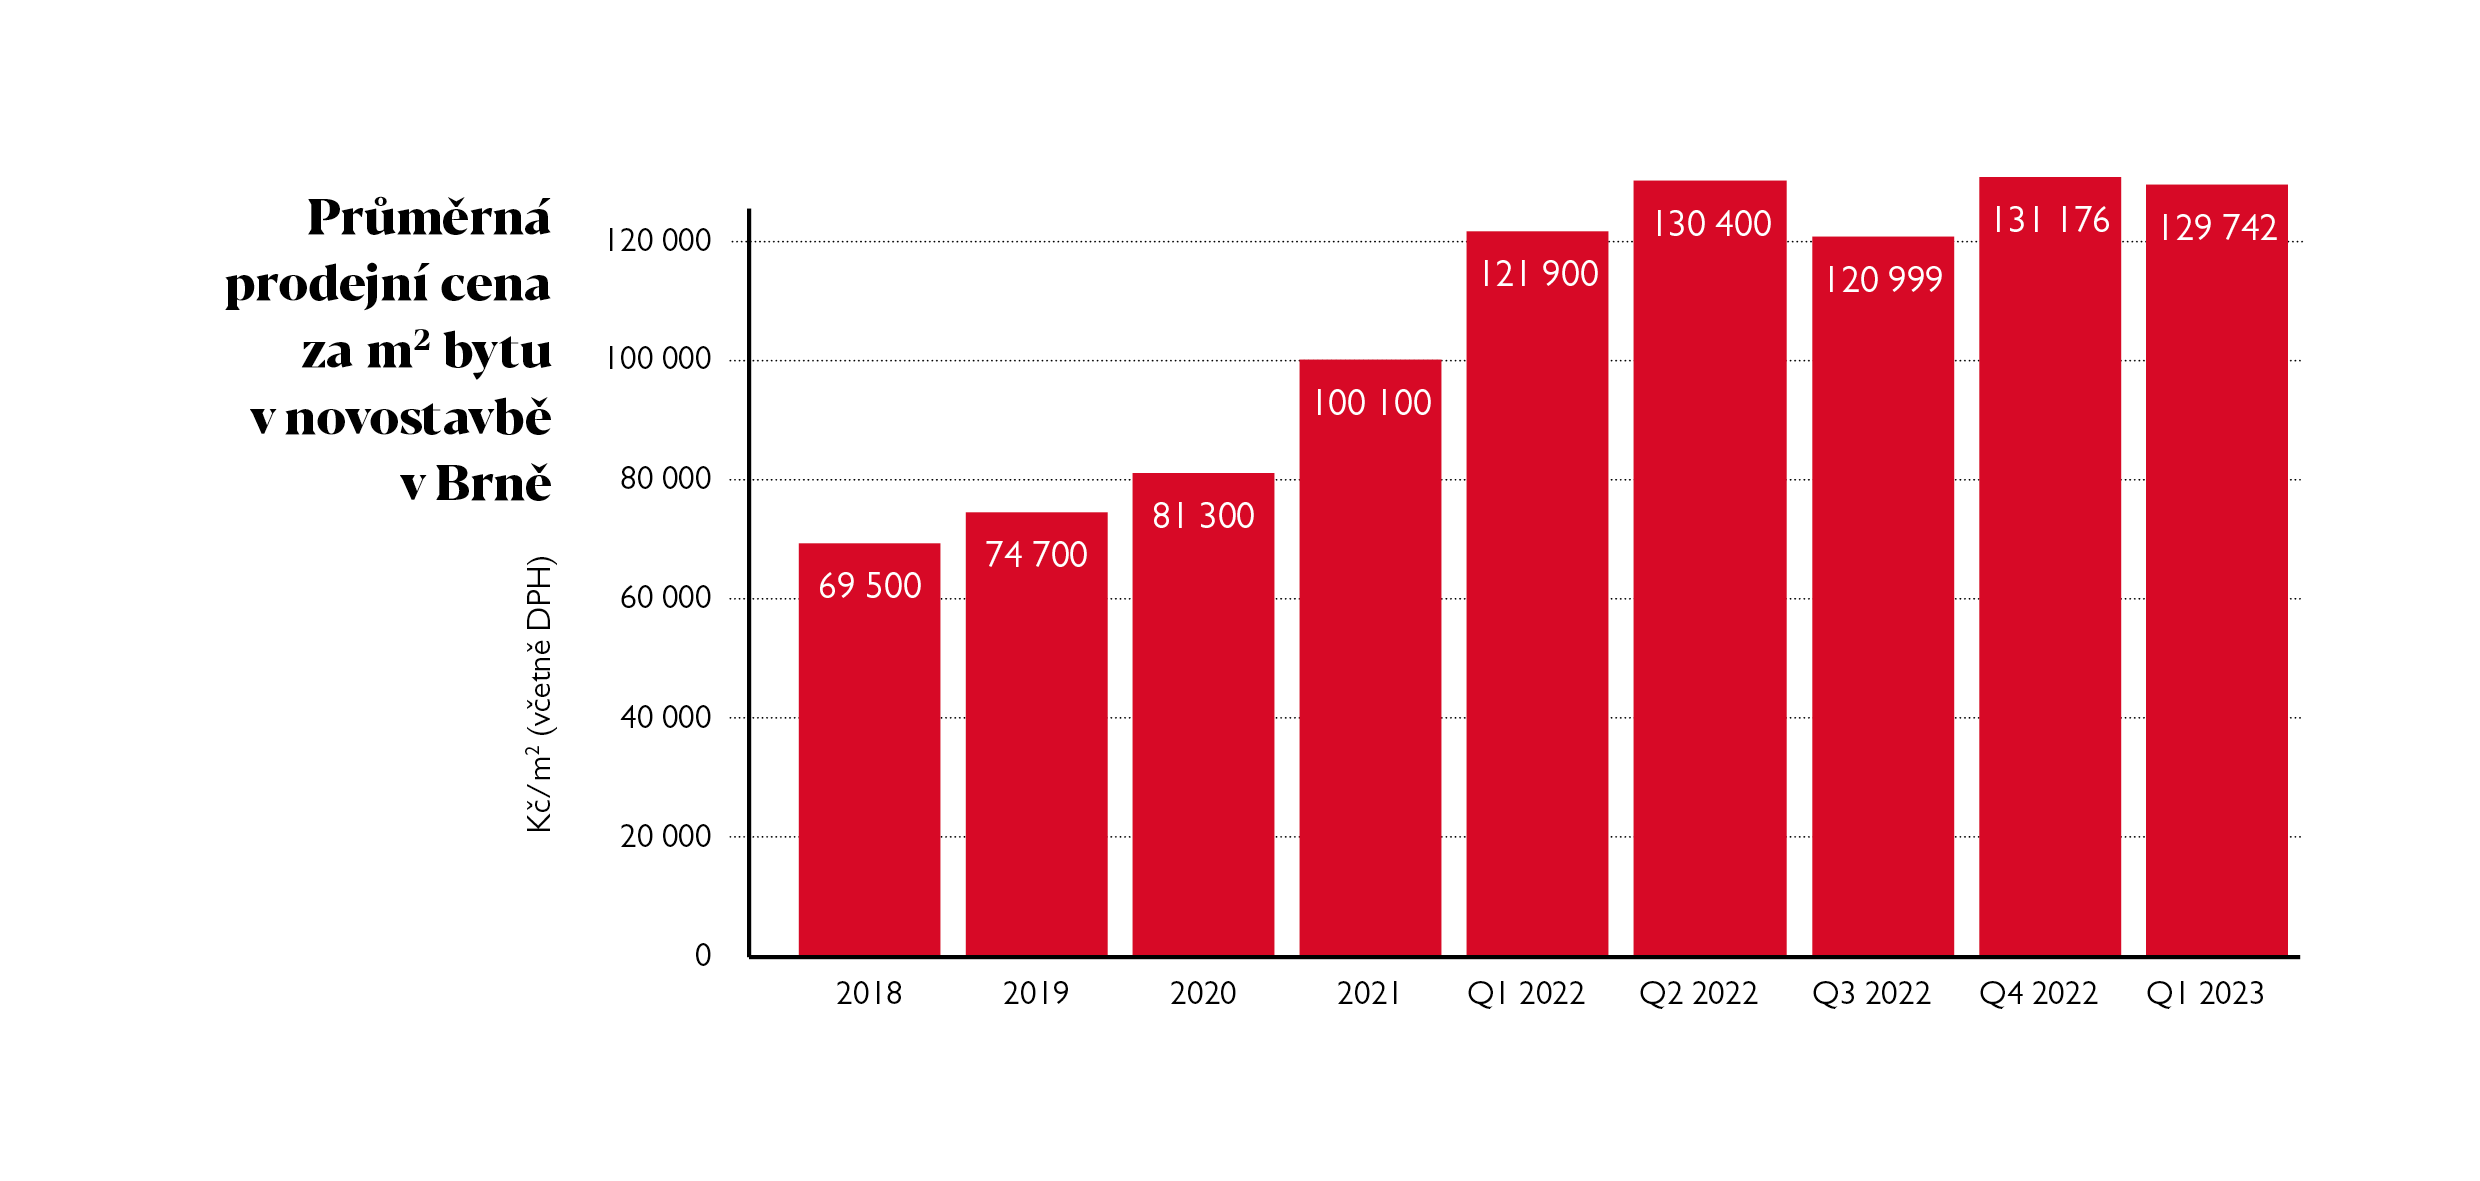 Průměrná
prodejní cena
za m² bytu
v novostavbě
v Brně
Kč/m² (včetně DPH)
120 000
100 000
80 000
60 000
40 000
20 000
0
69 500
74 700
81 300
100 100
121 900
130 400
120 999
131 176
129 742
2018
2019
2020
2021
Q1 2022
Q2 2022
Q3 2022
Q4 2022
Q1 2023